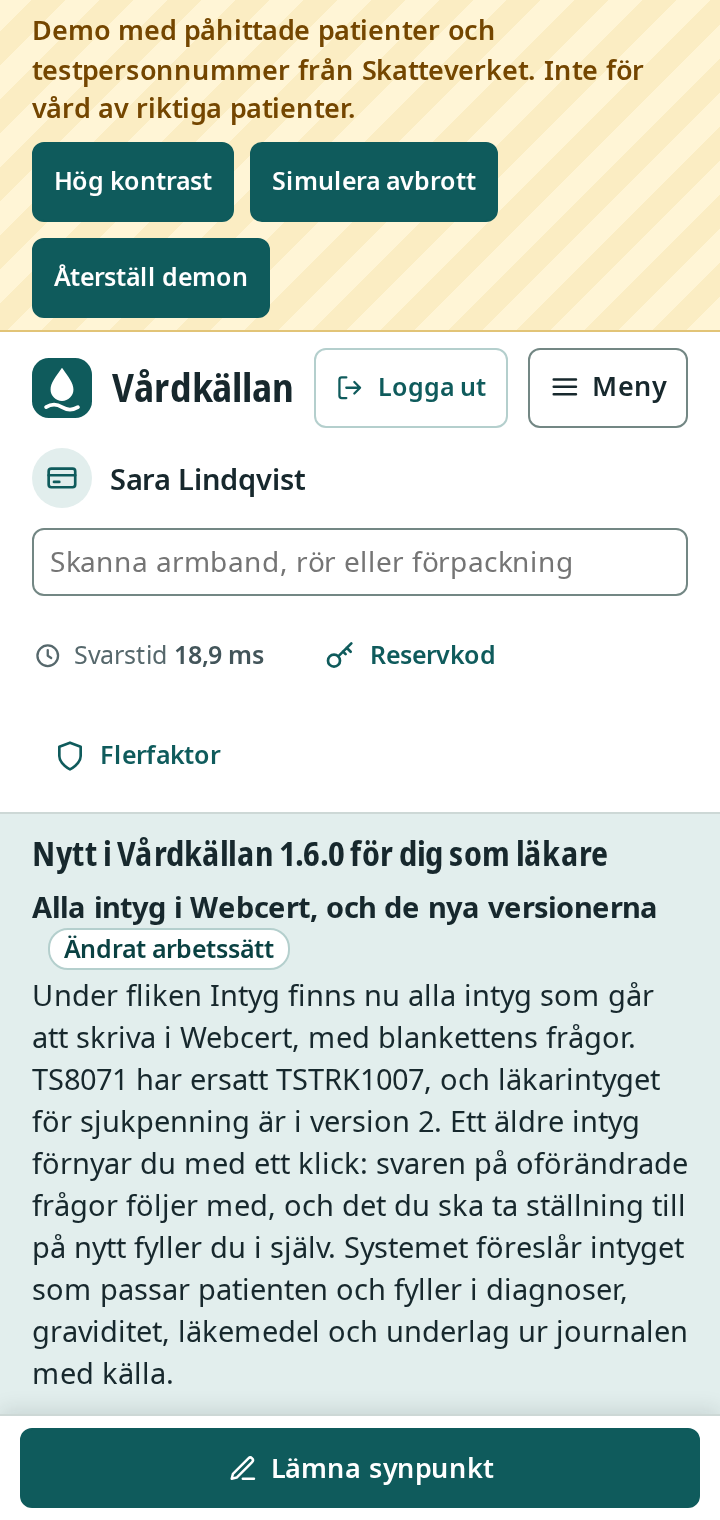 Demo med påhittade patienter och
testpersonnummer från Skatteverket. Inte för
vård av riktiga patienter.
Hög kontrast
Simulera avbrott
Återställ demon
Vårdkällan
Logga ut
Meny
Sara Lindqvist
Skanna armband, rör eller förpackning
Svarstid 18,9 ms
Reservkod
Flerfaktor
Nytt i Vårdkällan 1.6.0 för dig som läkare
Alla intyg i Webcert, och de nya versionerna
Ändrat arbetssätt
Under fliken Intyg finns nu alla intyg som går
att skriva i Webcert, med blankettens frågor.
TS8071 har ersatt TSTRK1007, och läkarintyget
för sjukpenning är i version 2. Ett äldre intyg
förnyar du med ett klick: svaren på oförändrade
frågor följer med, och det du ska ta ställning till
på nytt fyller du i själv. Systemet föreslår intyget
som passar patienten och fyller i diagnoser,
graviditet, läkemedel och underlag ur journalen
med källa.
Lämna synpunkt